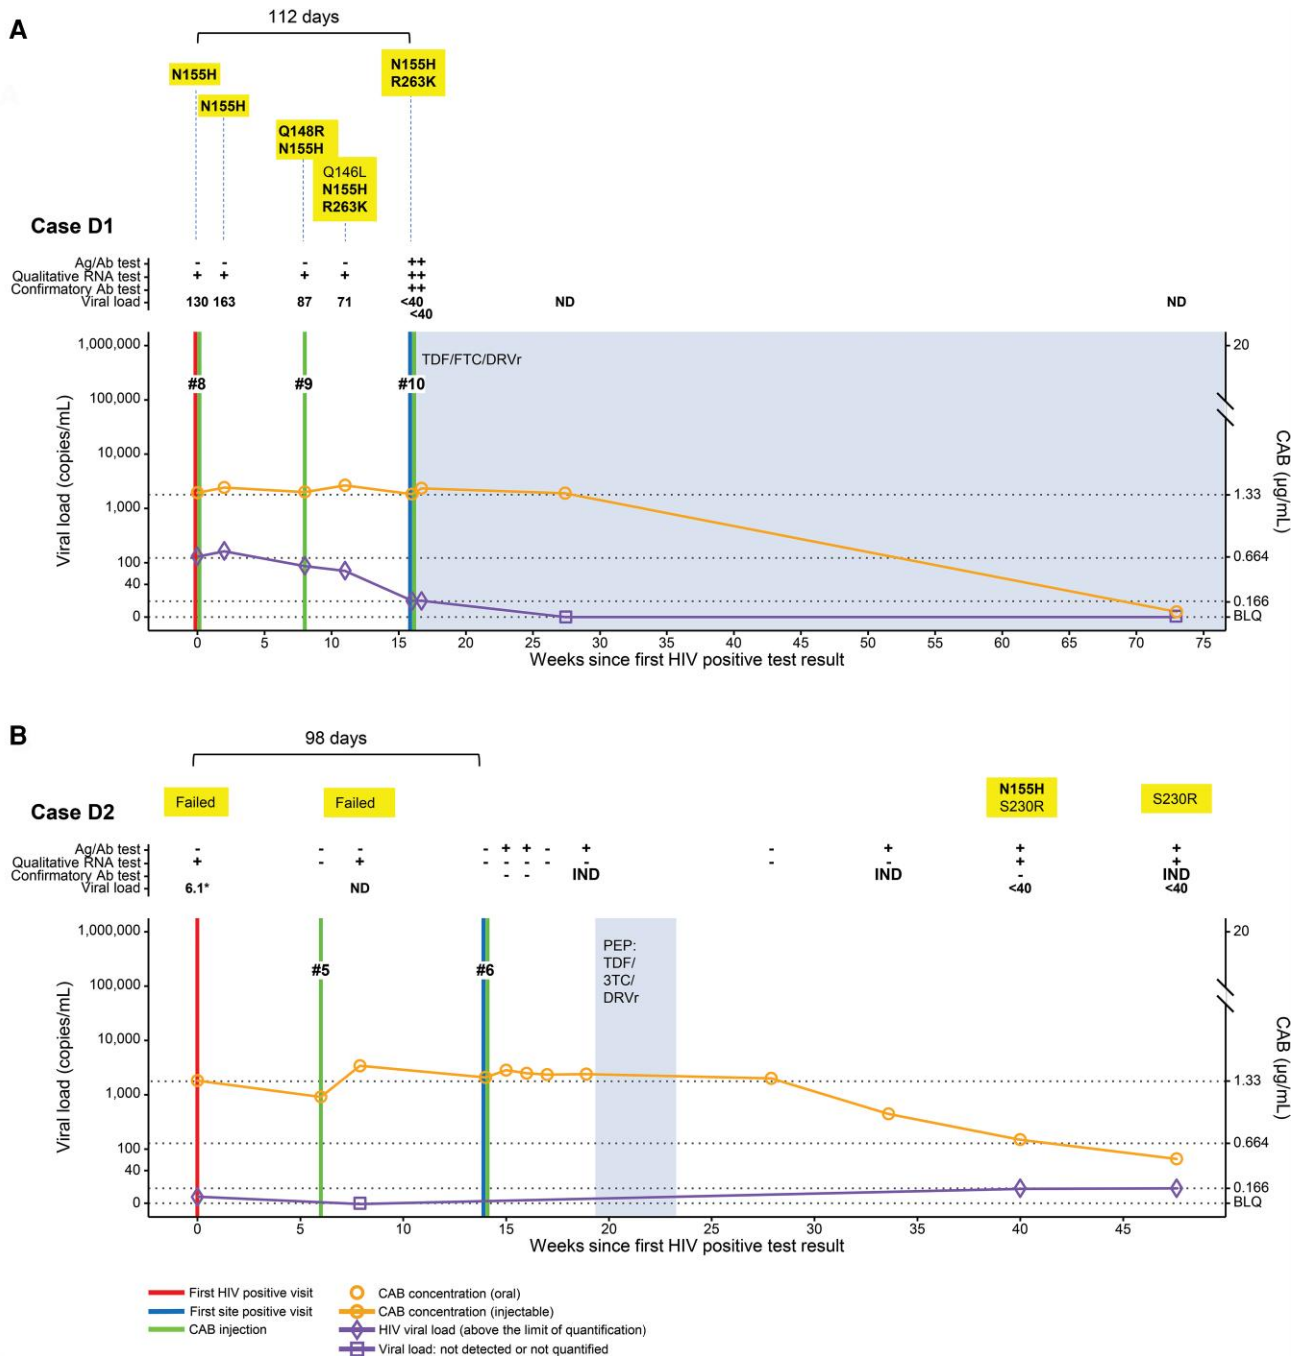 A
112 days
N155H
N155H
Q148R
N155H
Q146L
N155H
R263K
N155H
R263K
Case D1
Ag/Ab test - - - - ++
Qualitative RNA test + + + + ++
Confirmatory Ab test ++
Viral load 130 163 87 71 <40 ND ND
<40
TDF/FTC/DRVr
#8 #9 #10
Viral load (copies/mL)
1,000,000
100,000
10,000
1,000
100
40
0
20
1.33
0.664
0.166
BLQ
CAB (µg/mL)
0 5 10 15 20 25 30 35 40 45 50 55 60 65 70 75
Weeks since first HIV positive test result
B
98 days
Failed
Failed
N155H
S230R
S230R
Case D2
Ag/Ab test - - - + + - + - + + +
Qualitative RNA test + - + - - - - - - + +
Confirmatory Ab test - - IND IND - IND
Viral load 6.1* ND <40 <40
#5 #6
PEP:
TDF/
3TC/
DRVr
Viral load (copies/mL)
1,000,000
100,000
10,000
1,000
100
40
0
20
1.33
0.664
0.166
BLQ
CAB (µg/mL)
0 5 10 15 20 25 30 35 40 45
Weeks since first HIV positive test result
First HIV positive visit
First site positive visit
CAB injection
CAB concentration (oral)
CAB concentration (injectable)
HIV viral load (above the limit of quantification)
Viral load: not detected or not quantified